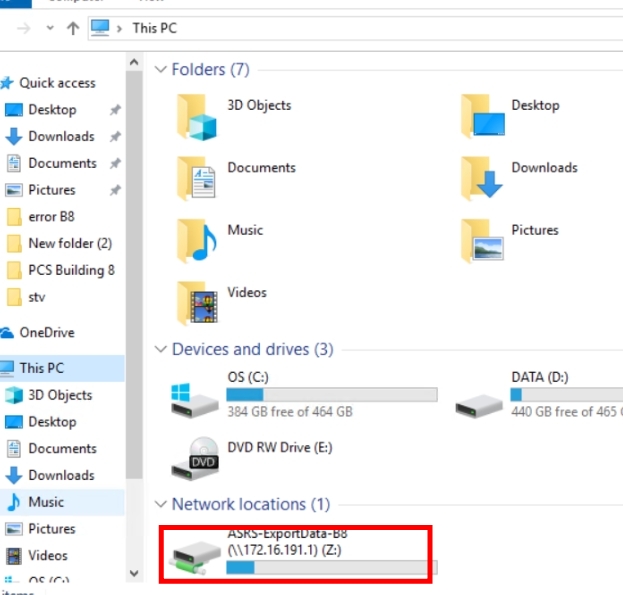 This PC
Quick access
Desktop
Downloads
Documents
Pictures
error B8
New folder (2)
PCS Building 8
stv
OneDrive
This PC
3D Objects
Desktop
Documents
Downloads
Music
Pictures
Videos
OS (C:)
Folders (7)
3D Objects
Desktop
Documents
Downloads
Music
Pictures
Videos
Devices and drives (3)
OS (C:)
384 GB free of 464 GB
DATA (D:)
440 GB free of 465
DVD RW Drive (E:)
DVD
Network locations (1)
ASRS-ExportData-B8
(\\172.16.191.1) (Z:)